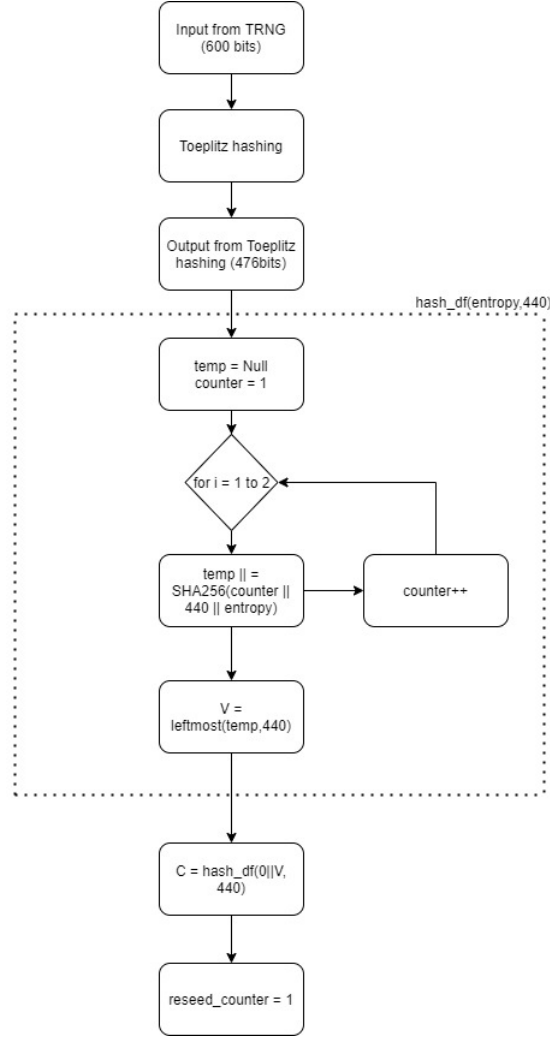 Input from TRNG
(600 bits)
Toeplitz hashing
Output from Toeplitz
hashing (476bits)
hash_df(entropy,440)
temp = Null
counter = 1
for i = 1 to 2
temp || =
SHA256(counter ||
440 || entropy)
counter++
V =
leftmost(temp,440)
C = hash_df(0||V,
440)
reseed_counter = 1